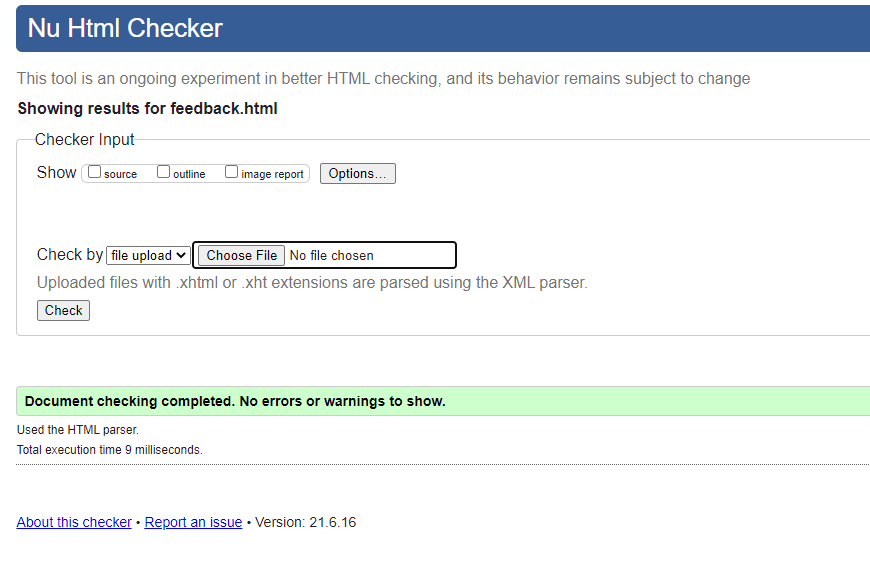 Nu Html Checker
This tool is an ongoing experiment in better HTML checking, and its behavior remains subject to change
Showing results for feedback.html
Checker Input
Show source outline image report Options...
Check by file upload Choose File No file chosen
Uploaded files with .xhtml or .xht extensions are parsed using the XML parser.
Check
Document checking completed. No errors or warnings to show.
Used the HTML parser.
Total execution time 9 milliseconds.
About this checker • Report an issue • Version: 21.6.16